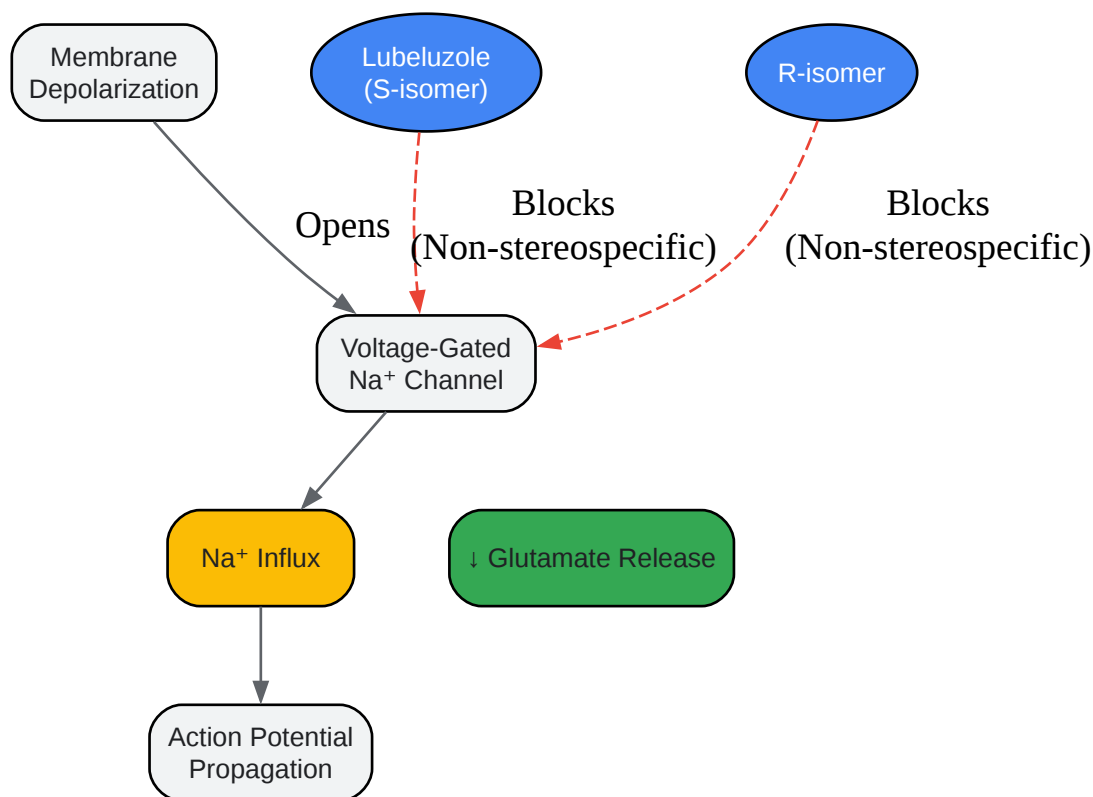 Membrane
Depolarization
Lubeluzole
(S-isomer)
R-isomer
Opens
Blocks
(Non-stereospecific)
Blocks
(Non-stereospecific)
Voltage-Gated
Na⁺ Channel
Na⁺ Influx
↓ Glutamate Release
Action Potential
Propagation